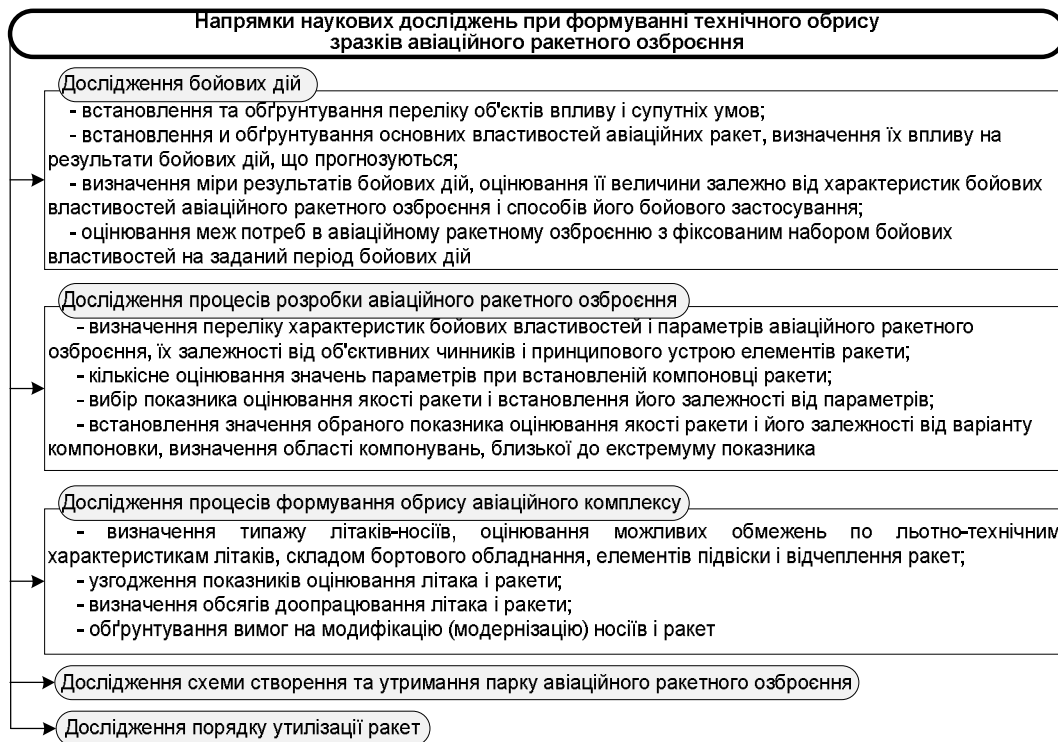 Напрямки наукових досліджень при формуванні технічного обрису
зразків авіаційного ракетного озброєння
Дослідження бойових дій
- встановлення та обґрунтування переліку об'єктів впливу і супутніх умов;
- встановлення и обґрунтування основних властивостей авіаційних ракет, визначення їх впливу на
результати бойових дій, що прогнозуються;
- визначення міри результатів бойових дій, оцінювання її величини залежно від характеристик бойових
властивостей авіаційного ракетного озброєння і способів його бойового застосування;
- оцінювання меж потреб в авіаційному ракетному озброєнню з фіксованим набором бойових
властивостей на заданий період бойових дій
Дослідження процесів розробки авіаційного ракетного озброєння
- визначення переліку характеристик бойових властивостей і параметрів авіаційного ракетного
озброєння, їх залежності від об'єктивних чинників і принципового устрою елементів ракети;
- кількісне оцінювання значень параметрів при встановленій компоновці ракети;
- вибір показника оцінювання якості ракети і встановлення його залежності від параметрів;
- встановлення значення обраного показника оцінювання якості ракети і його залежності від варіанту
компоновки, визначення області компонувань, близької до екстремуму показника
Дослідження процесів формування обрису авіаційного комплексу
- визначення типажу літаків-носіїв, оцінювання можливих обмежень по льотно-технічним
характеристикам літаків, складом бортового обладнання, елементів підвіски і відчеплення ракет;
- узгодження показників оцінювання літака і ракети;
- визначення обсягів доопрацювання літака і ракети;
- обґрунтування вимог на модифікацію (модернізацію) носіїв і ракет
Дослідження схеми створення та утримання парку авіаційного ракетного озброєння
Дослідження порядку утилізації ракет